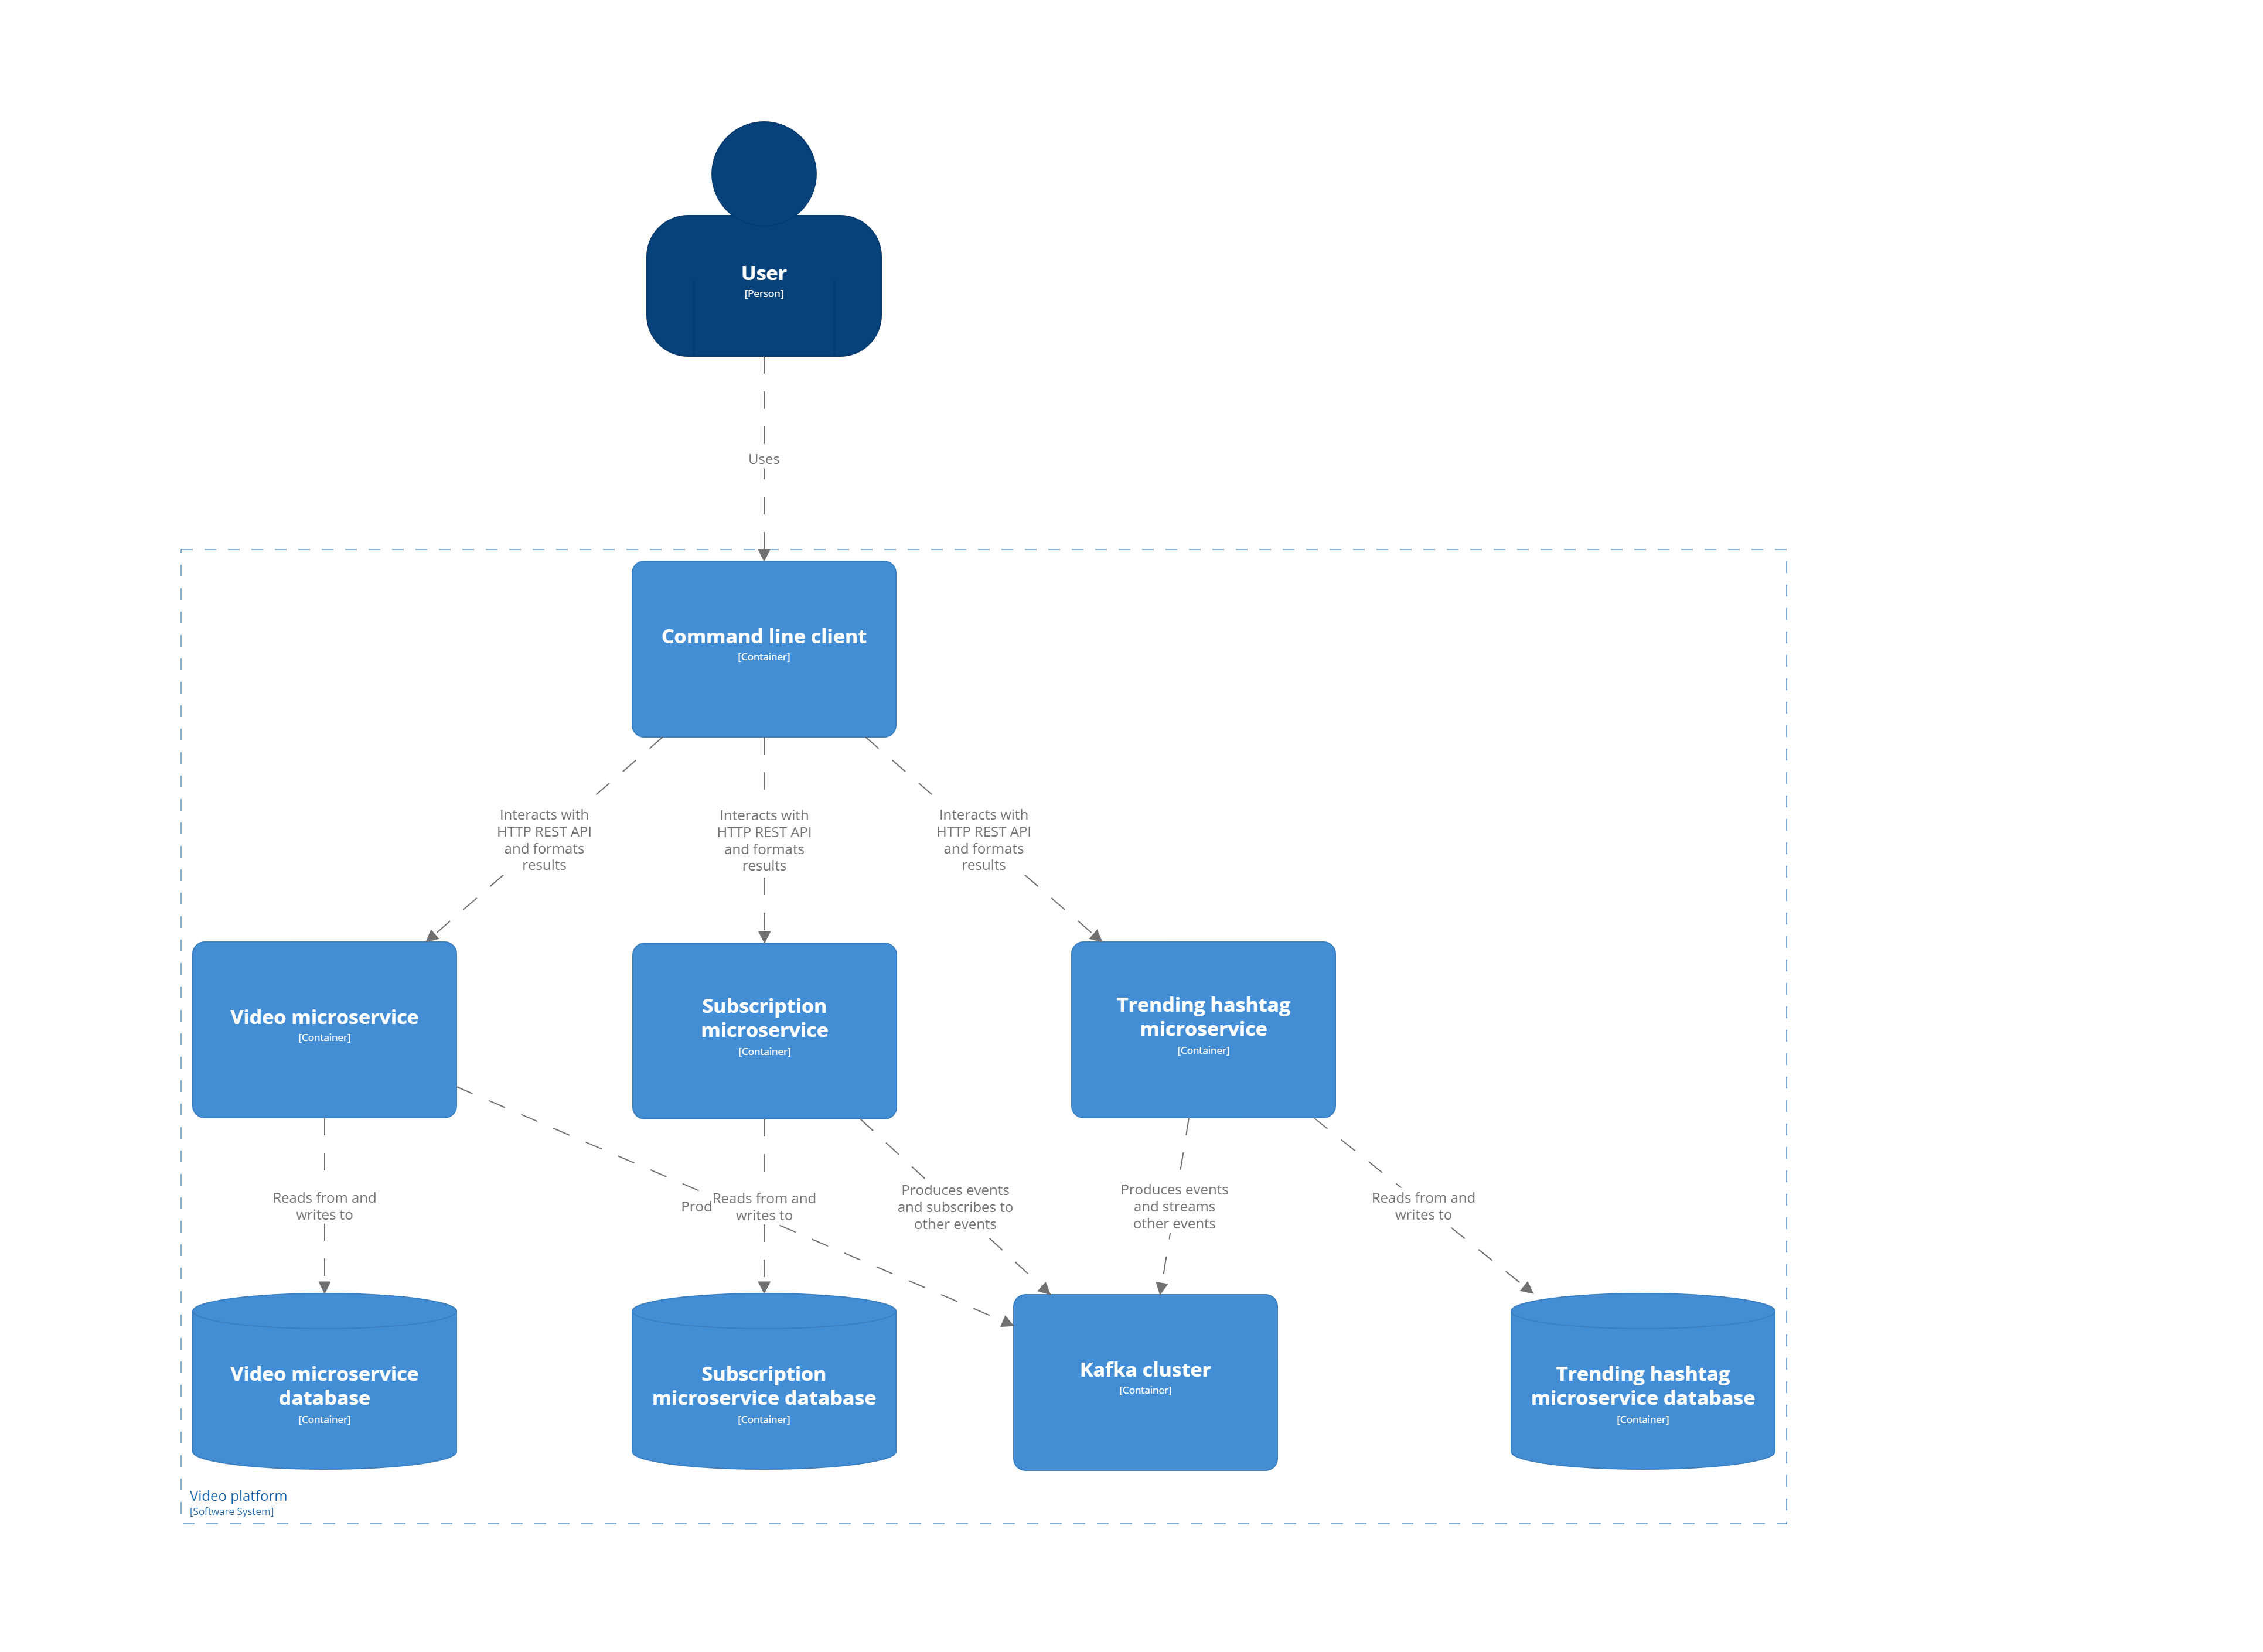 User
[Person]
Uses
Command line client
[Container]
Interacts with
HTTP REST API
and formats
results
Interacts with
HTTP REST API
and formats
results
Interacts with
HTTP REST API
and formats
results
Video microservice
[Container]
Subscription
microservice
[Container]
Trending hashtag
microservice
[Container]
Reads from and
writes to
Reads from and
writes to
Produces events
and subscribes to
other events
Produces events
and streams
other events
Reads from and
writes to
Video microservice
database
[Container]
Subscription
microservice database
[Container]
Kafka cluster
[Container]
Trending hashtag
microservice database
[Container]
Video platform
[Software System]